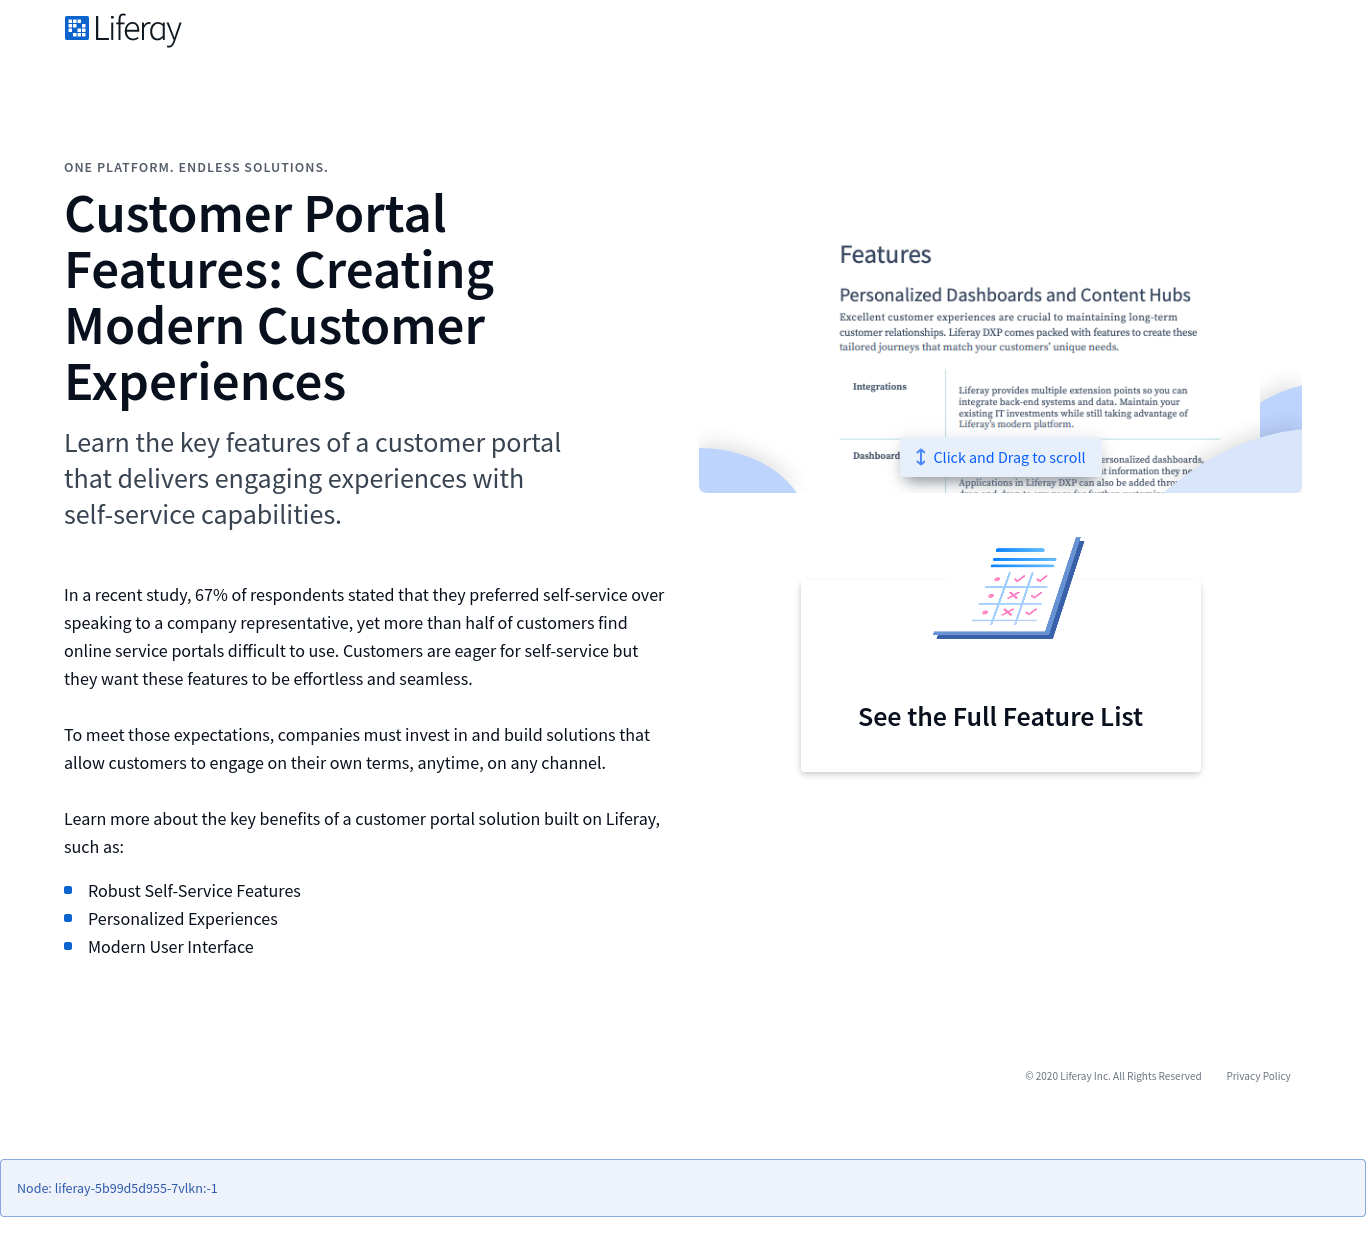 Liferay
ONE PLATFORM. ENDLESS SOLUTIONS.
Customer Portal
Features: Creating
Modern Customer
Experiences
Learn the key features of a customer portal
that delivers engaging experiences with
self-service capabilities.
In a recent study, 67% of respondents stated that they preferred self-service over
speaking to a company representative, yet more than half of customers find
online service portals difficult to use. Customers are eager for self-service but
they want these features to be effortless and seamless.
To meet those expectations, companies must invest in and build solutions that
allow customers to engage on their own terms, anytime, on any channel.
Learn more about the key benefits of a customer portal solution built on Liferay,
such as:
Robust Self-Service Features
Personalized Experiences
Modern User Interface
Features
Personalized Dashboards and Content Hubs
Excellent customer experiences are crucial to maintaining long-term
customer relationships. Liferay DXP comes packed with features to create these
tailored journeys that match your customers' unique needs.
Integrations
Liferay provides multiple extension points so you can
integrate back-end systems and data. Maintain your
existing IT investments while still taking advantage of
Liferay's modern platform.
Dashboard
ersonalized dashboards,
t information they ne
Applications in Liferay DXP can also be added throu
Click and Drag to scroll
See the Full Feature List
© 2020 Liferay Inc. All Rights Reserved Privacy Policy
Node: liferay-5b99d5d955-7vlkn:-1